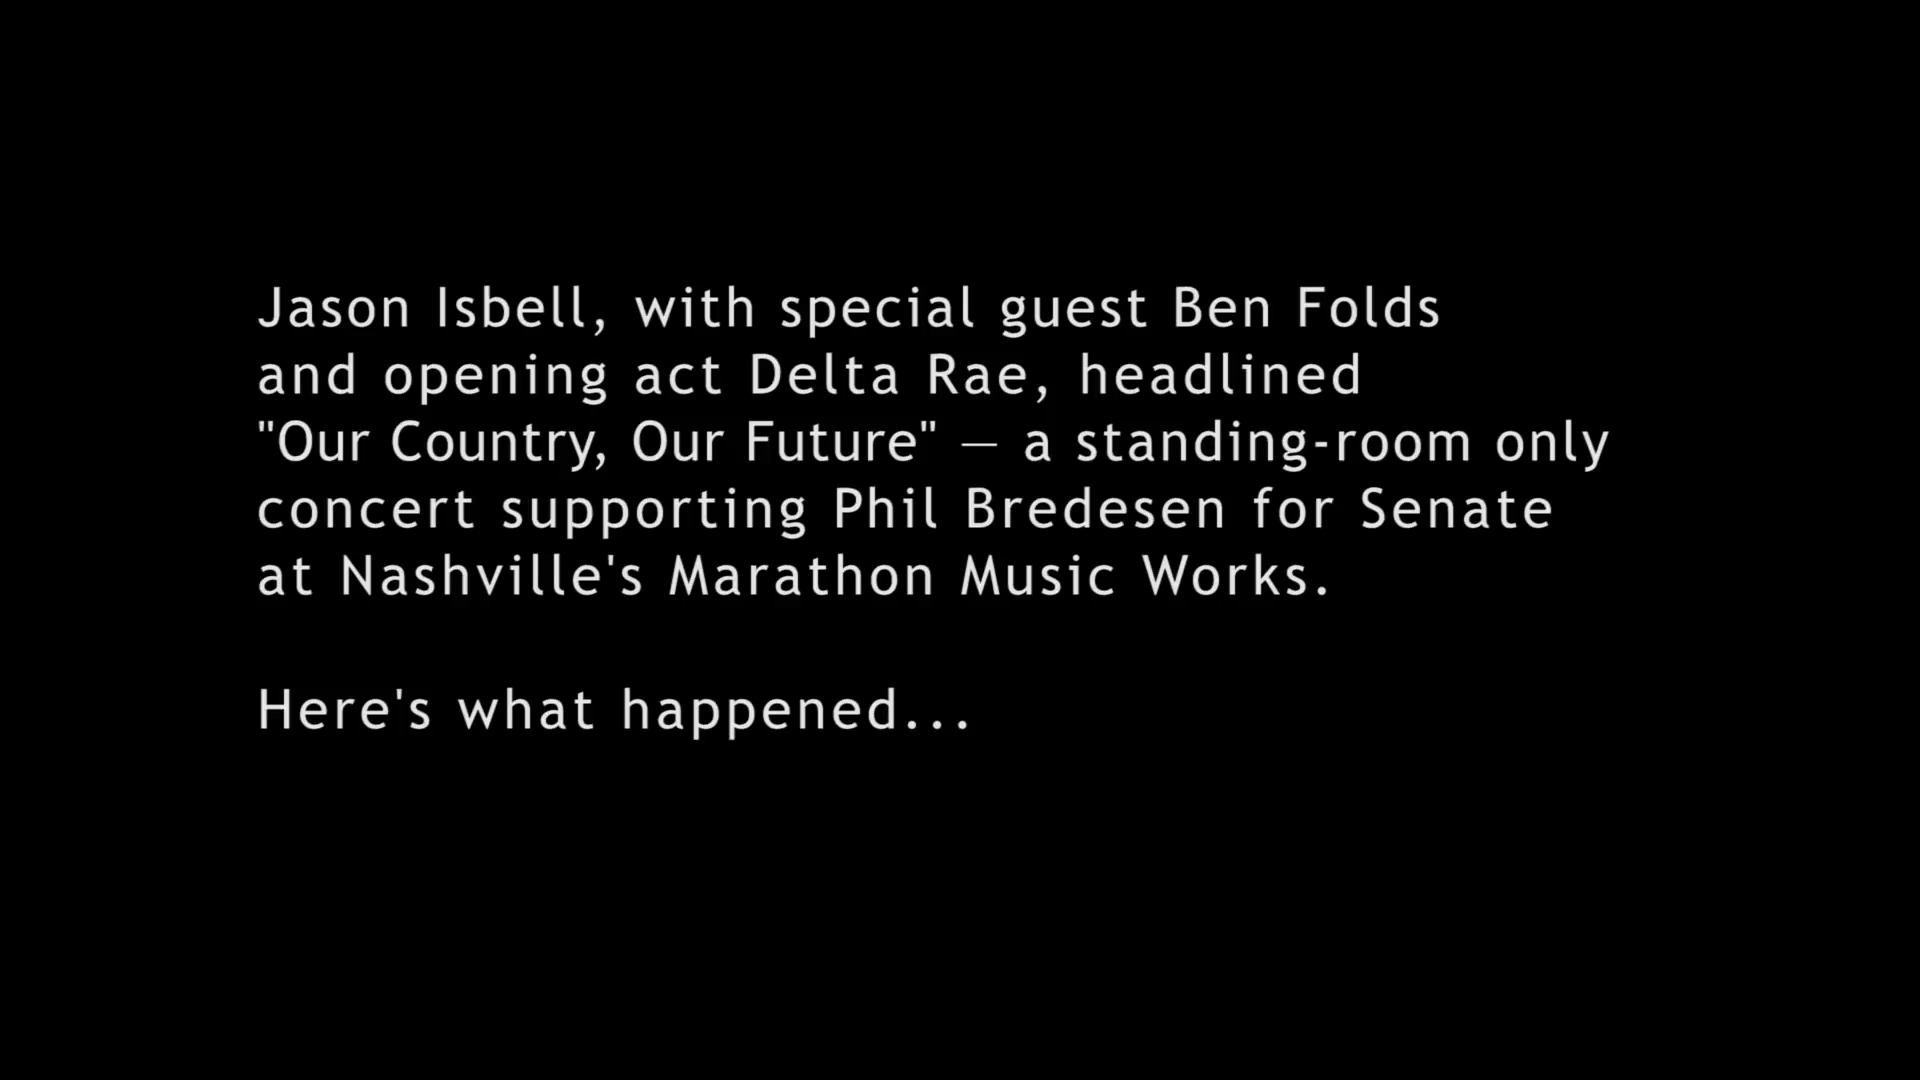 Jason Isbell, with special guest Ben Folds
and opening act Delta Rae, headlined
"Our Country, Our Future" — a standing-room only
concert supporting Phil Bredesen for Senate
at Nashville's Marathon Music Works.
Here's what happened...